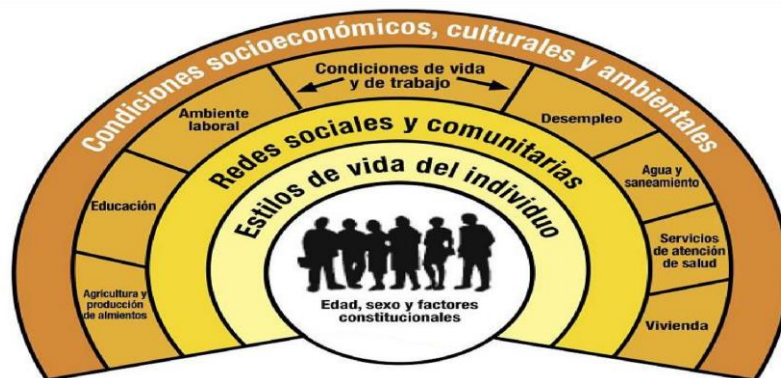 Condiciones socioeconómicos, culturales y ambientales
Condiciones de vida
y de trabajo
Ambiente
laboral
Desempleo
Educación
Agua y
saneamiento
Agricultura y
producción
de almientos
Servicios
de atención
de salud
Vivienda
Redes sociales y comunitarias
Estilos de vida del individuo
Edad, sexo y factores
constitucionales